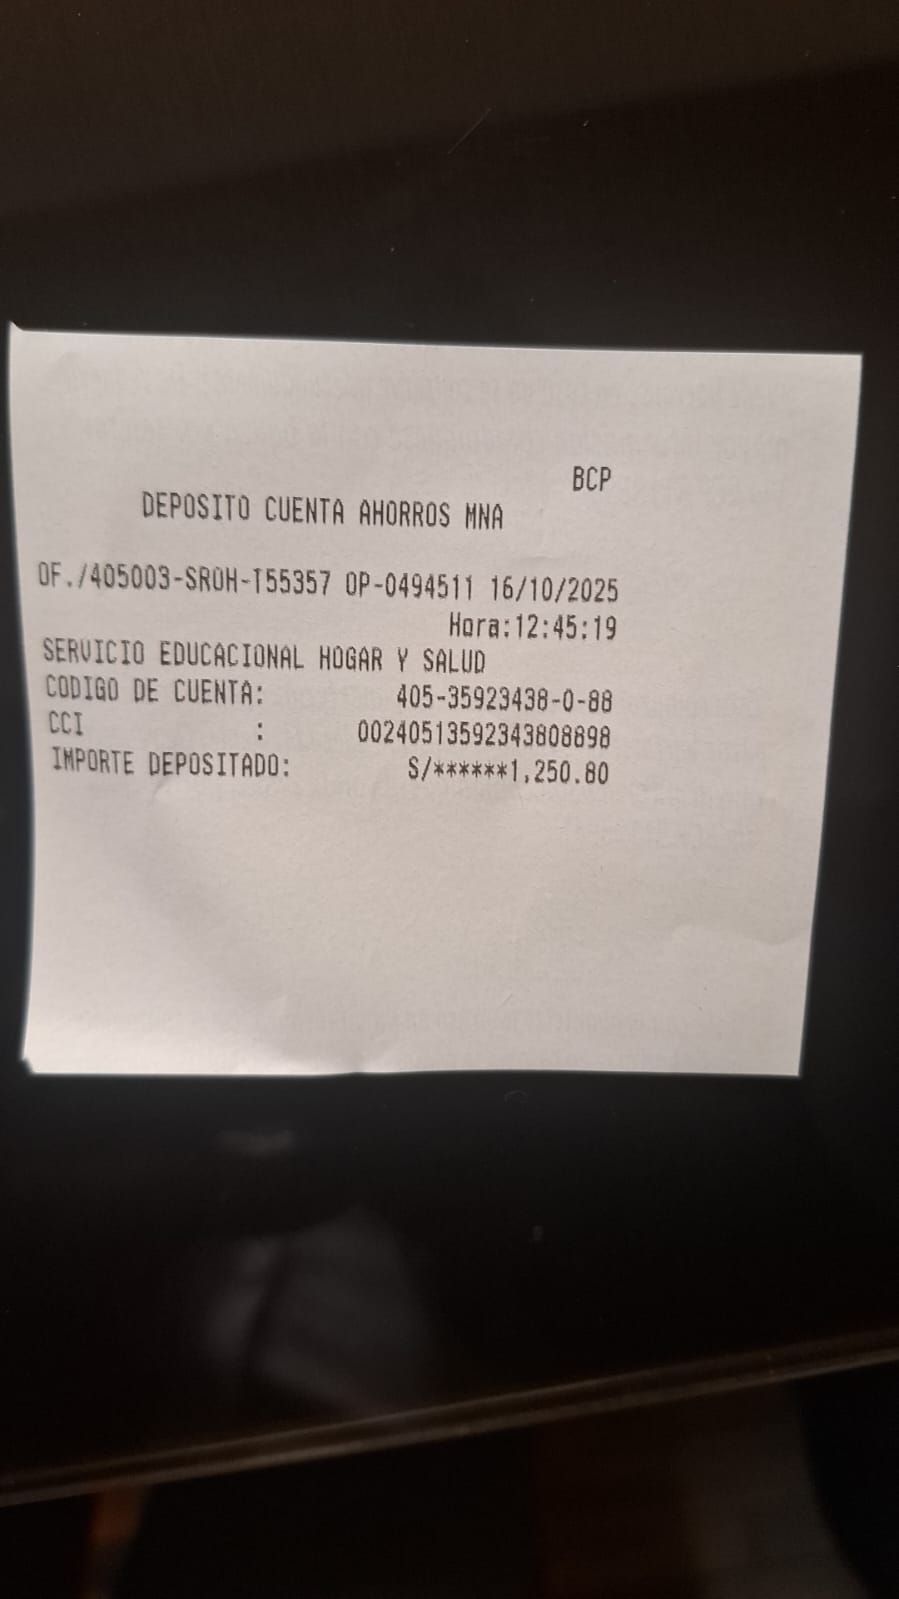 BCP
DEPOSITO CUENTA AHORROS MNA
OF./405003-SROH-T55357 OP-0494511 16/10/2025
Hora:12:45:19
SERVICIO EDUCACIONAL HOGAR Y SALUD
CODIGO DE CUENTA: 405-35923438-0-88
CCI : 00240513592343808898
IMPORTE DEPOSITADO: S/******1,250.80